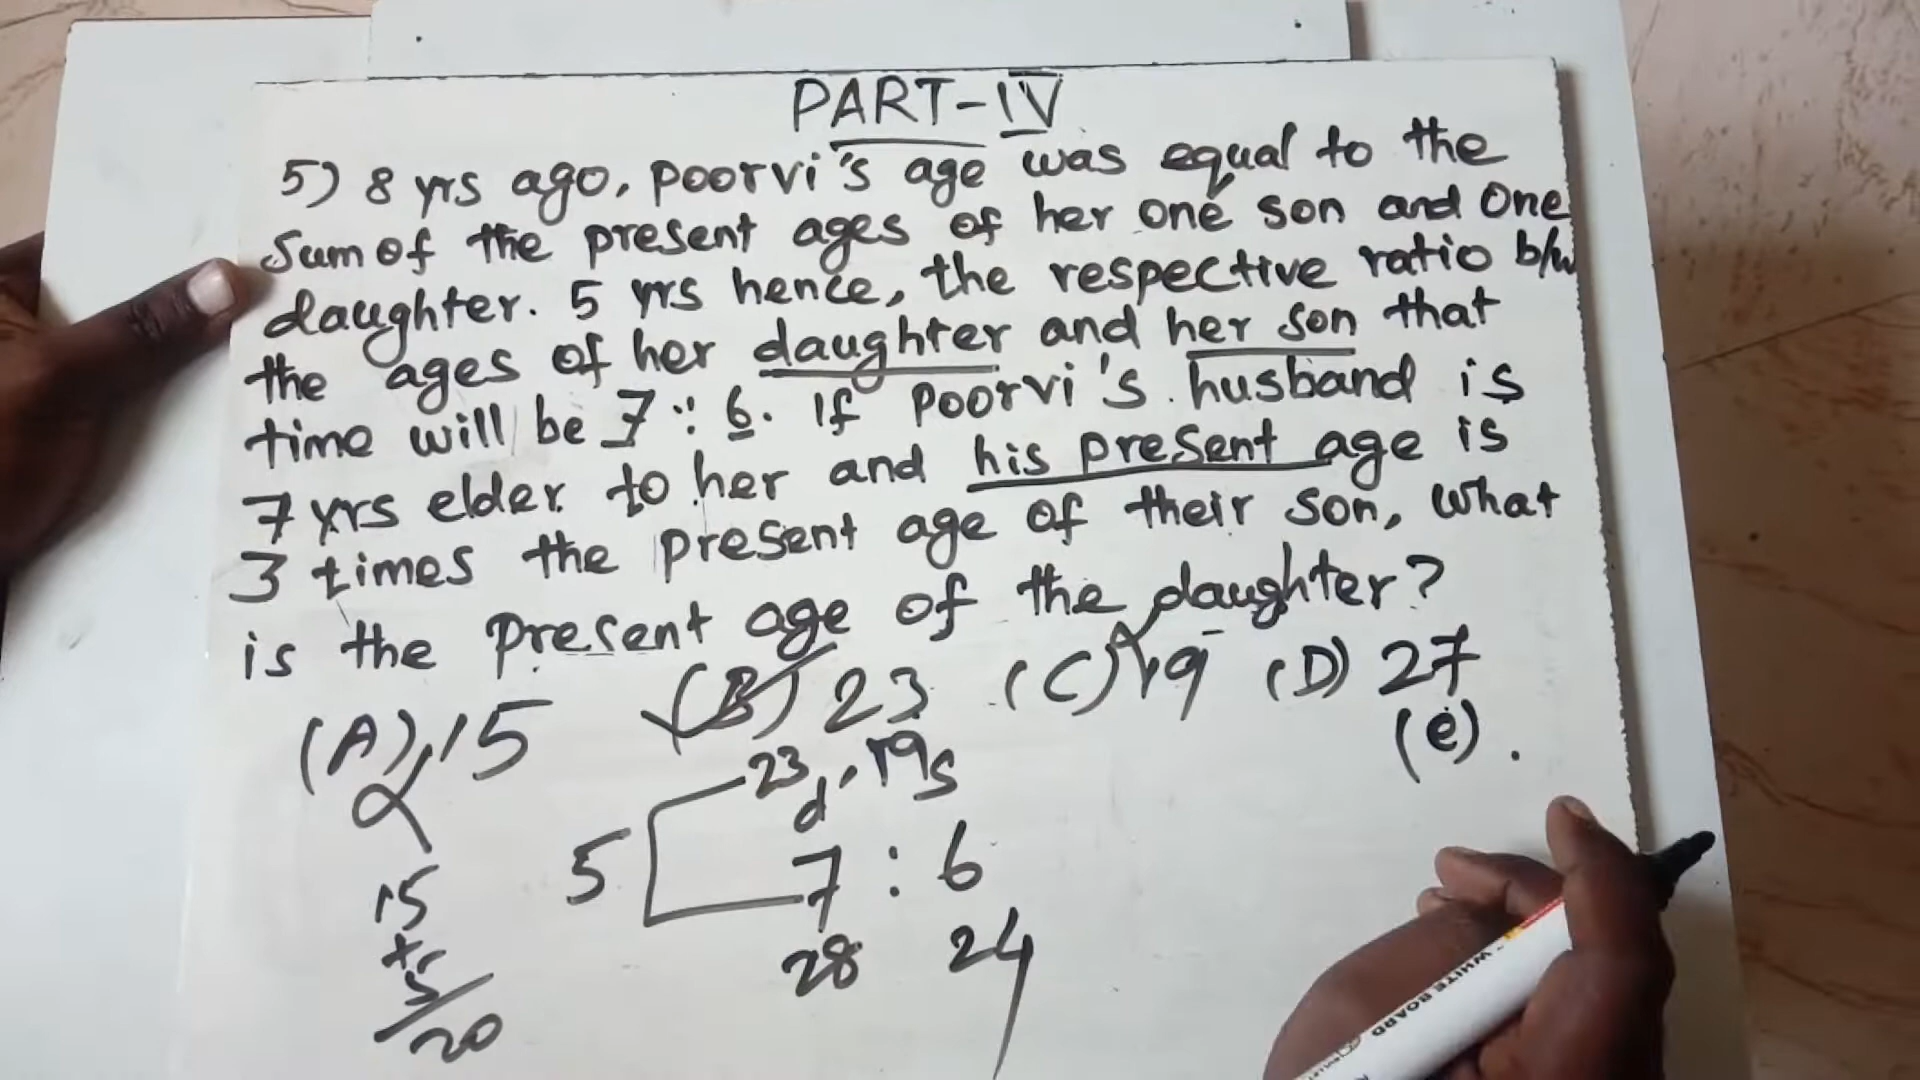 PART-IV
5) 8 yrs ago, Poorvi's age was equal to the
Sum of the present ages of her one son and One
daughter. 5 yrs hence, the respective ratio b/w
the ages of her daughter and her son that
time will be 7 : 6. If Poorvi's husband is
7 yrs elder to her and his present age is
3 times the present age of their son, what
is the present age of the daughter?
(A) 15 (B) 23 (C) 19 (D) 27
(e).
23 19
d s
5 7 : 6
28 24
15
+5
20
WHITE BOARD